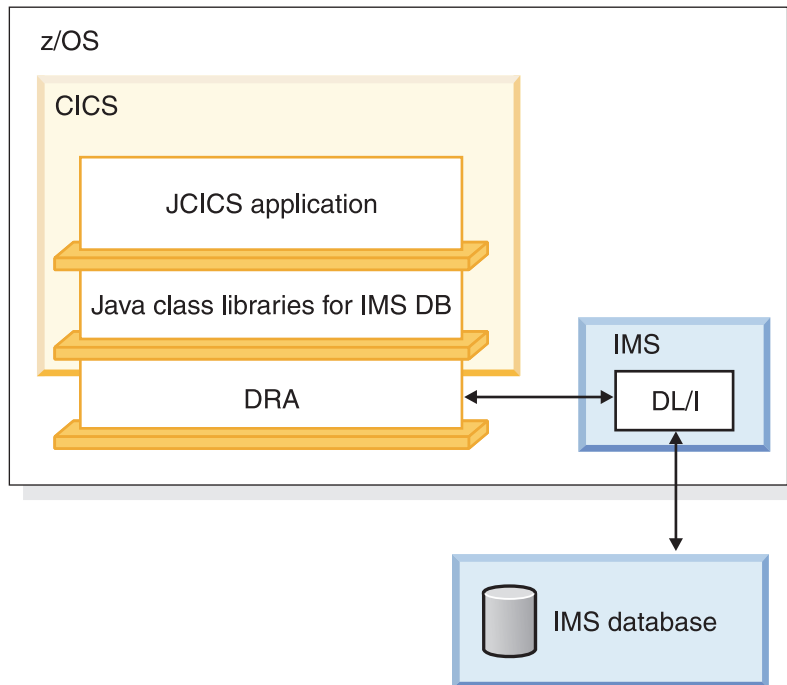 z/OS
CICS
JCICS application
Java class libraries for IMS DB
DRA
IMS
DL/I
IMS database